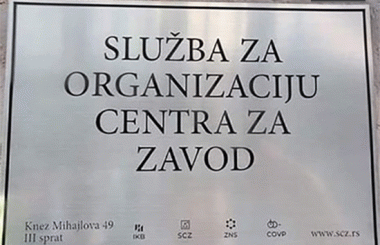 SLUŽBA ZA
ORGANIZACIJU
CENTRA ZA
ZAVOD
Knez Mihajlova 49
III sprat
IKB
SCZ
ZNS
COVP
www.scz.rs